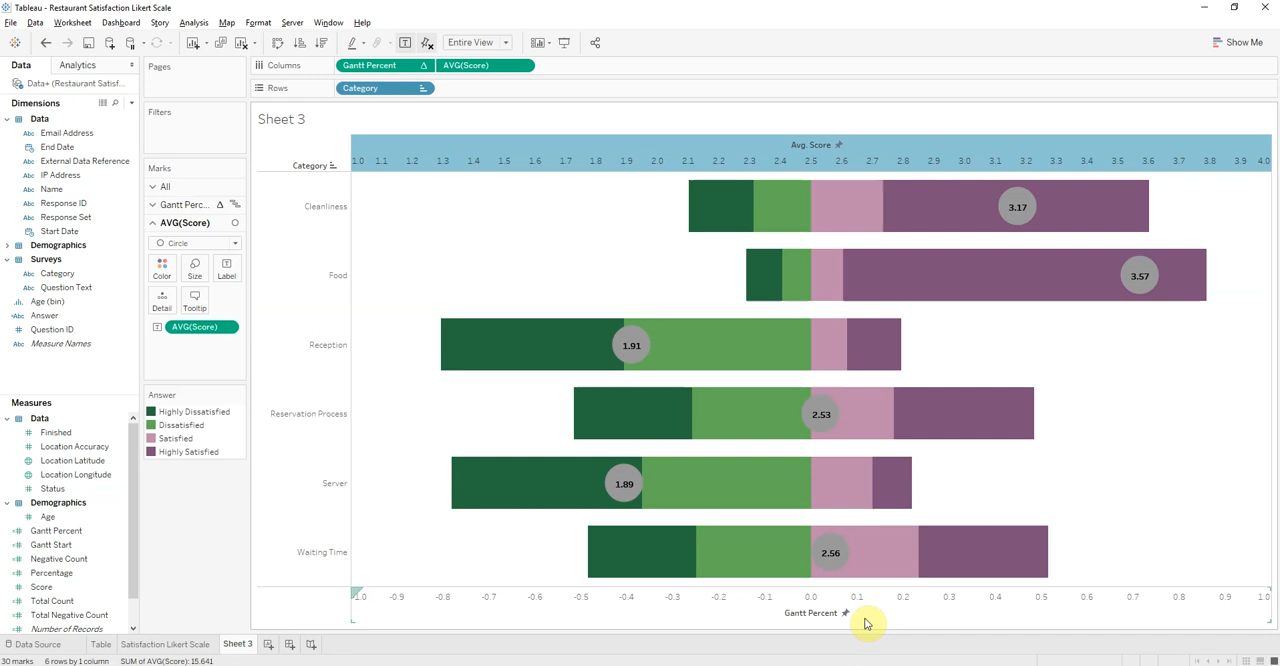 Tableau - Restaurant Satisfaction Likert Scale
File Data Worksheet Dashboard Story Analysis Map Format Server Window Help
Entire View
Show Me
Data Analytics
Data+ (Restaurant Satisf...
Dimensions
Data
Abc Email Address
End Date
Abc External Data Reference
Abc IP Address
Abc Name
Abc Response ID
Abc Response Set
Start Date
Demographics
Surveys
Abc Category
Abc Question Text
Age (bin)
Abc Answer
# Question ID
Abc Measure Names
Measures
Data
# Finished
# Location Accuracy
Location Latitude
Location Longitude
# Status
Demographics
# Age
# Gantt Percent
# Gantt Start
# Negative Count
# Percentage
# Score
# Total Count
# Total Negative Count
# Number of Records
Pages
Filters
Marks
All
Gantt Perc... Δ
AVG(Score)
Circle
Color Size Label
Detail Tooltip
AVG(Score)
Answer
Highly Dissatisfied
Dissatisfied
Satisfied
Highly Satisfied
Columns Gantt Percent Δ AVG(Score)
Rows Category
Sheet 3
Avg. Score
Category
1.0 1.1 1.2 1.3 1.4 1.5 1.6 1.7 1.8 1.9 2.0 2.1 2.2 2.3 2.4 2.5 2.6 2.7 2.8 2.9 3.0 3.1 3.2 3.3 3.4 3.5 3.6 3.7 3.8 3.9 4.0
Cleanliness 3.17
Food 3.57
Reception 1.91
Reservation Process 2.53
Server 1.89
Waiting Time 2.56
-1.0 -0.9 -0.8 -0.7 -0.6 -0.5 -0.4 -0.3 -0.2 -0.1 0.0 0.1 0.2 0.3 0.4 0.5 0.6 0.7 0.8 0.9 1.0
Gantt Percent
Data Source Table Satisfaction Likert Scale Sheet 3
30 marks 6 rows by 1 column SUM of AVG(Score): 15.641